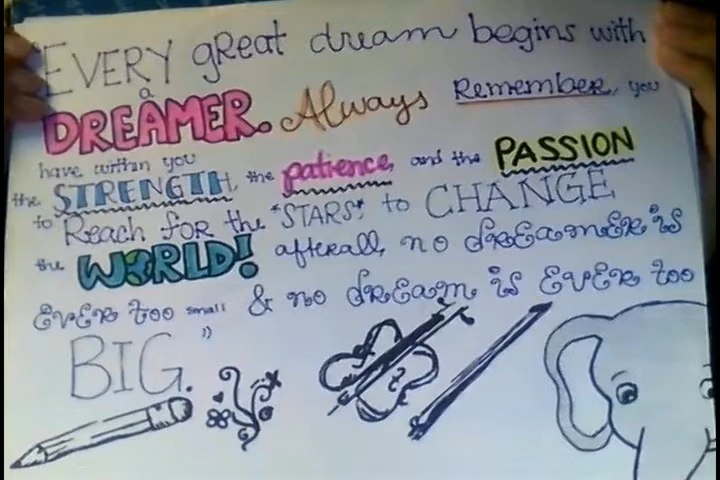 "EVERY great dream begins with
a
DREAMER. Always Remember, you
have within you
the STRENGTH, the patience, and the PASSION
to Reach for the *STARS* to CHANGE
the WORLD! afterall, no dREAMER is
EVER too small & no dREAM is EVER too
BIG."